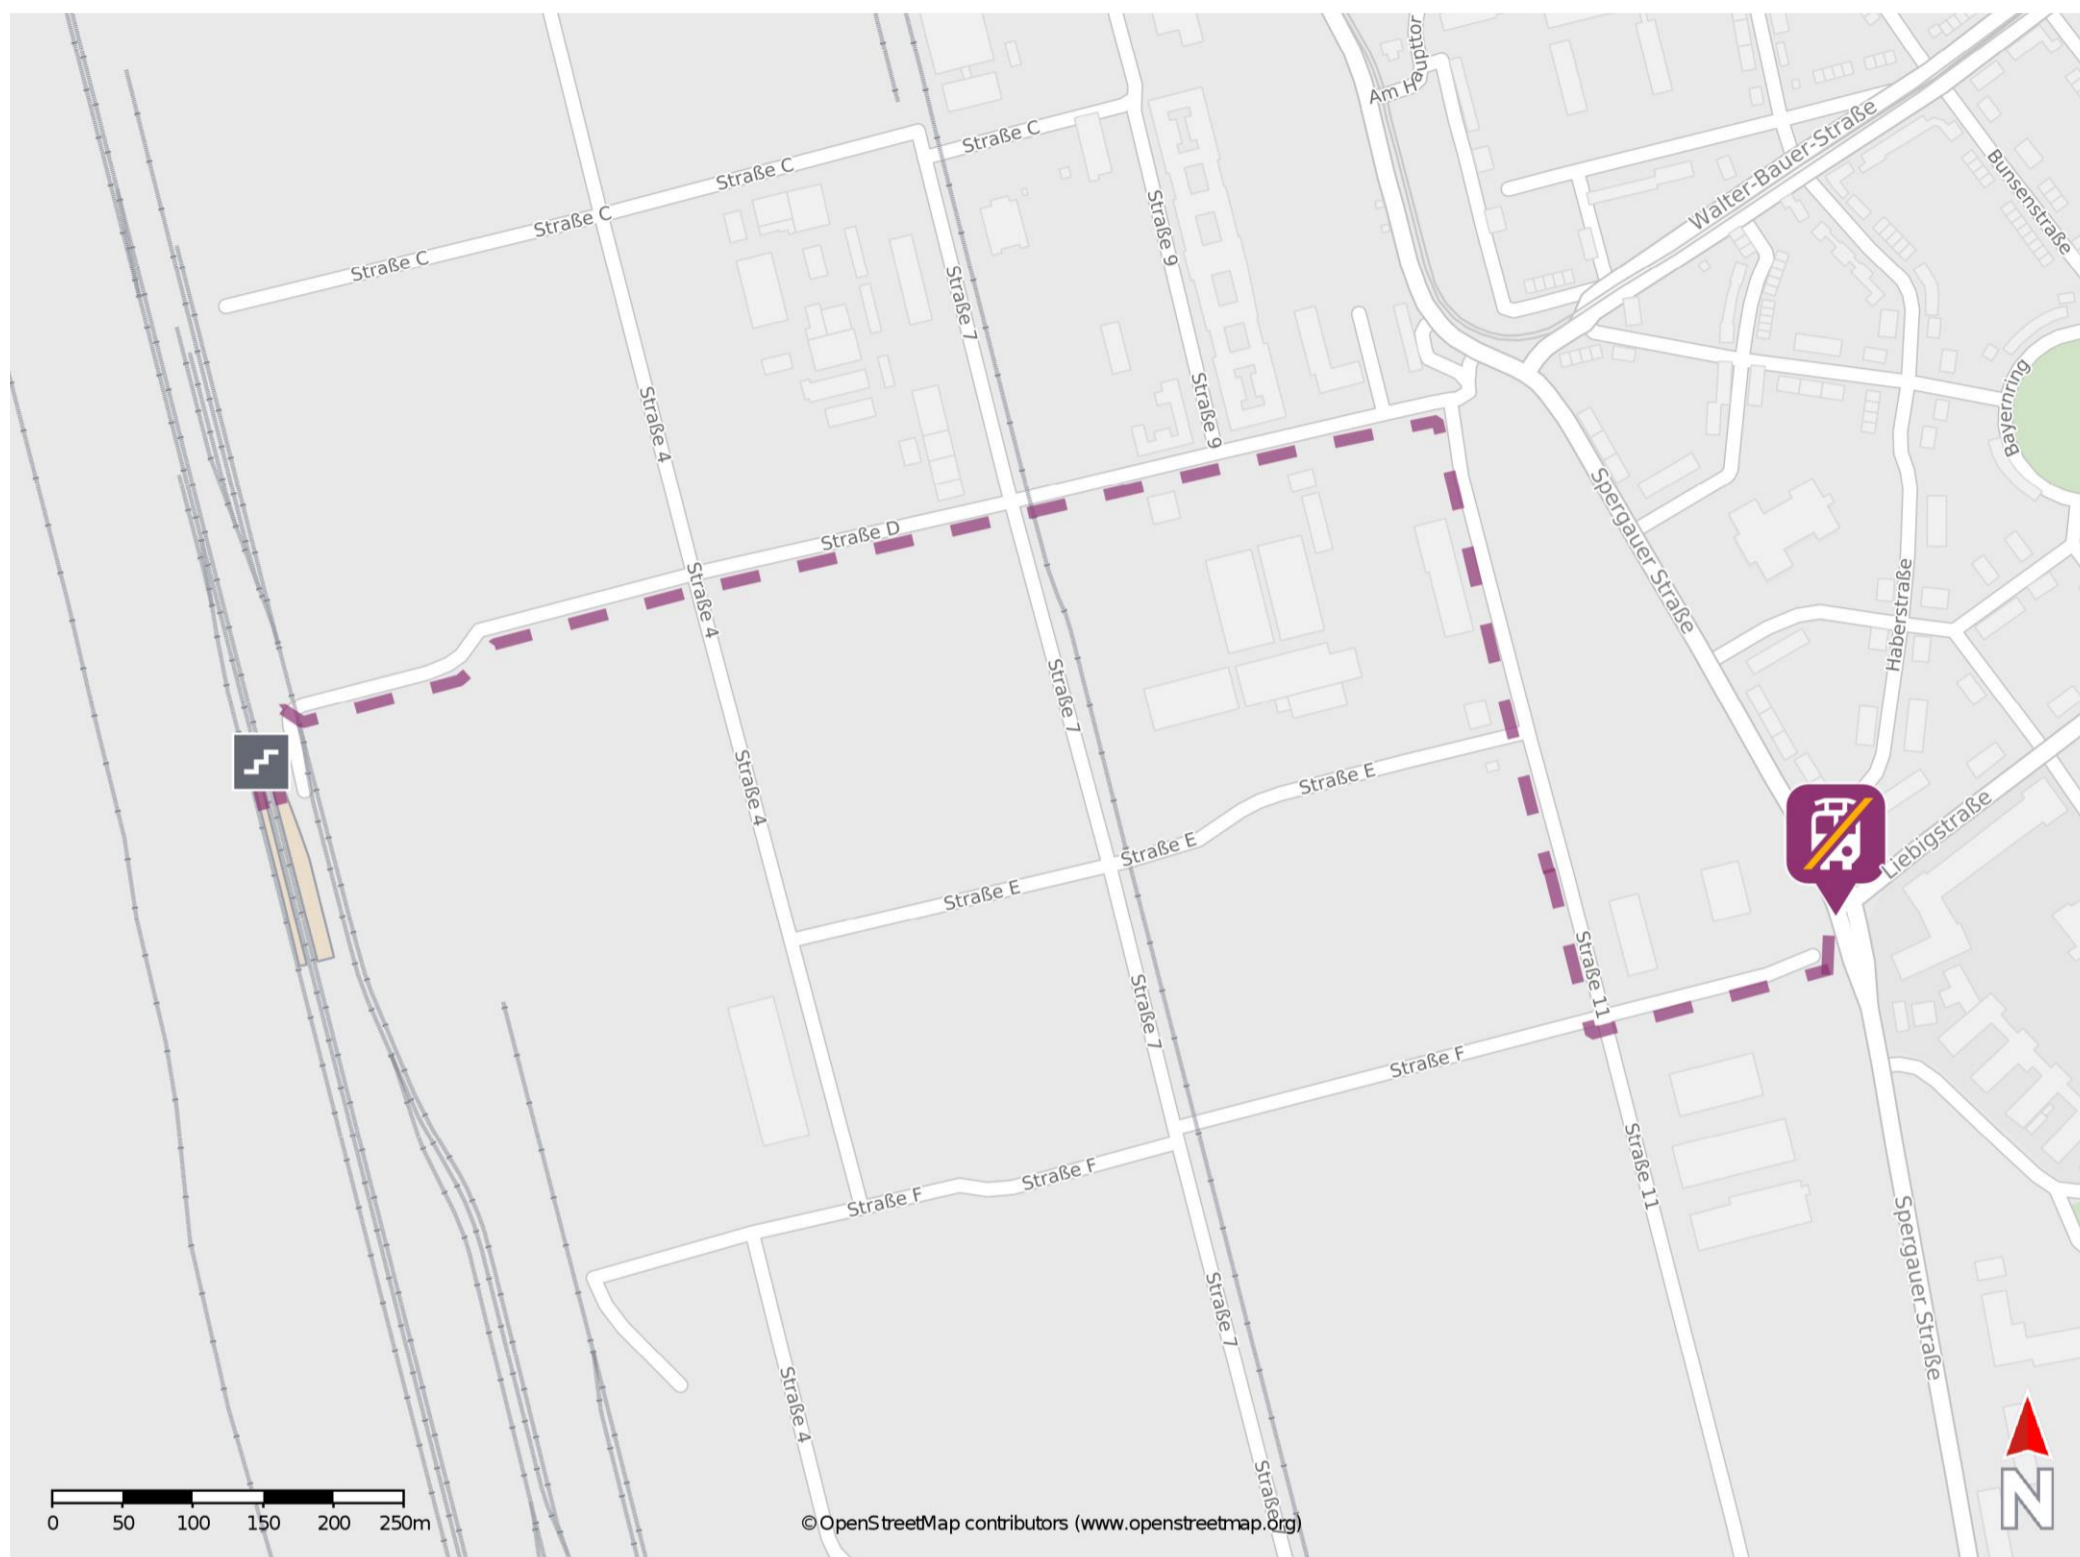 Am Haupttor
Straße C
Straße C
Walter-Bauer-Straße
Bunsenstraße
Straße C
Straße 9
Straße C
Straße 7
Bayernring
Straße 4
Straße 9
Straße D
Spergauer Straße
Straße 4
Haberstraße
Straße 7
Straße E
Straße 4
Liebigstraße
Straße E
Straße E
Straße 11
Straße 7
Straße F
Straße 11
Straße F
Straße F
Spergauer Straße
Straße 7
Straße 4
Straße 7
N
0 50 100 150 200 250m
©OpenStreetMap contributors (www.openstreetmap.org)